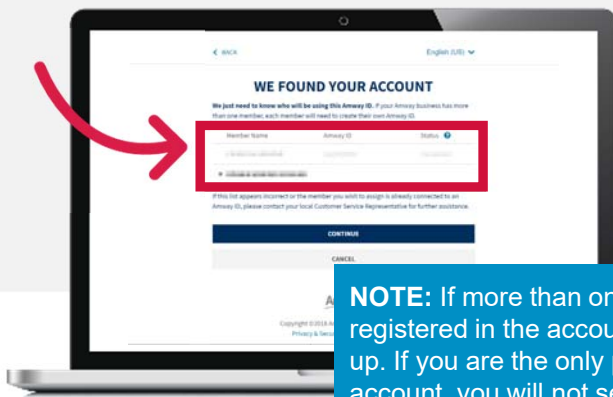 BACK
English (US)
WE FOUND YOUR ACCOUNT
We just need to know who will be using this Amway ID. If your Amway business has more
than one member, each member will need to create their own Amway ID.
Member Name Amway ID Status ?
If this list appears incorrect or the member you wish to assign is already connected to an
Amway ID, please contact your local Customer Service Representative for further assistance.
CONTINUE
CANCEL
Copyright ©2018
NOTE: If more than
registered in the
up. If you are the only
account, you will not